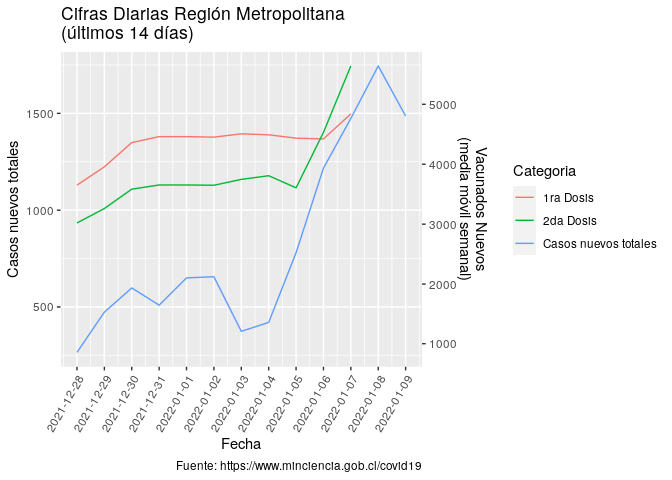 Cifras Diarias Región Metropolitana
(últimos 14 días)
Casos nuevos totales
1500
1000
500
5000
4000
3000
2000
1000
Vacunados Nuevos
(media móvil semanal)
2021-12-28
2021-12-29
2021-12-30
2021-12-31
2022-01-01
2022-01-02
2022-01-03
2022-01-04
2022-01-05
2022-01-06
2022-01-07
2022-01-08
2022-01-09
Fecha
Categoria
1ra Dosis
2da Dosis
Casos nuevos totales
Fuente: https://www.minciencia.gob.cl/covid19